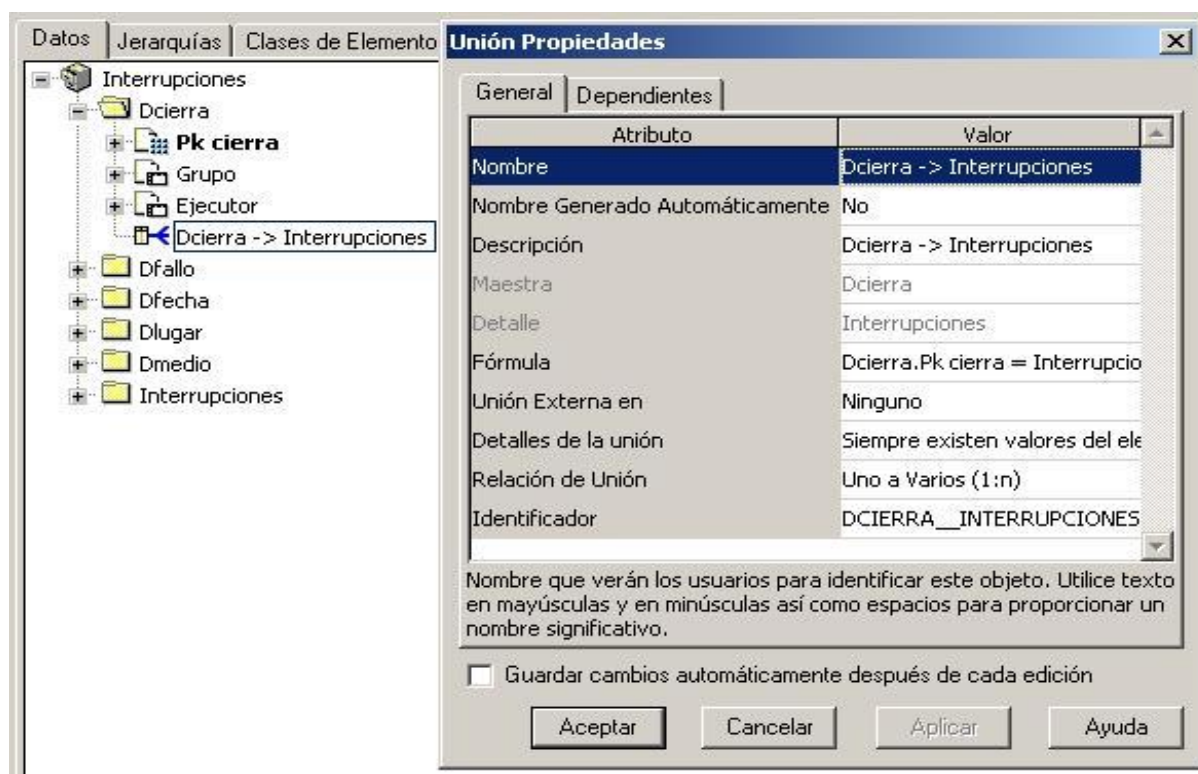 Datos Jerarquías Clases de Elemento
Interrupciones
Dcierra
Pk cierra
Grupo
Ejecutor
Dcierra -> Interrupciones
Dfallo
Dfecha
Dlugar
Dmedio
Interrupciones
Unión Propiedades
General Dependientes
Atributo Valor
Nombre Dcierra -> Interrupciones
Nombre Generado Automáticamente No
Descripción Dcierra -> Interrupciones
Maestra Dcierra
Detalle Interrupciones
Fórmula Dcierra.Pk cierra = Interrupcio
Unión Externa en Ninguno
Detalles de la unión Siempre existen valores del ele
Relación de Unión Uno a Varios (1:n)
Identificador DCIERRA__INTERRUPCIONES
Nombre que verán los usuarios para identificar este objeto. Utilice texto
en mayúsculas y en minúsculas así como espacios para proporcionar un
nombre significativo.
Guardar cambios automáticamente después de cada edición
Aceptar Cancelar Aplicar Ayuda